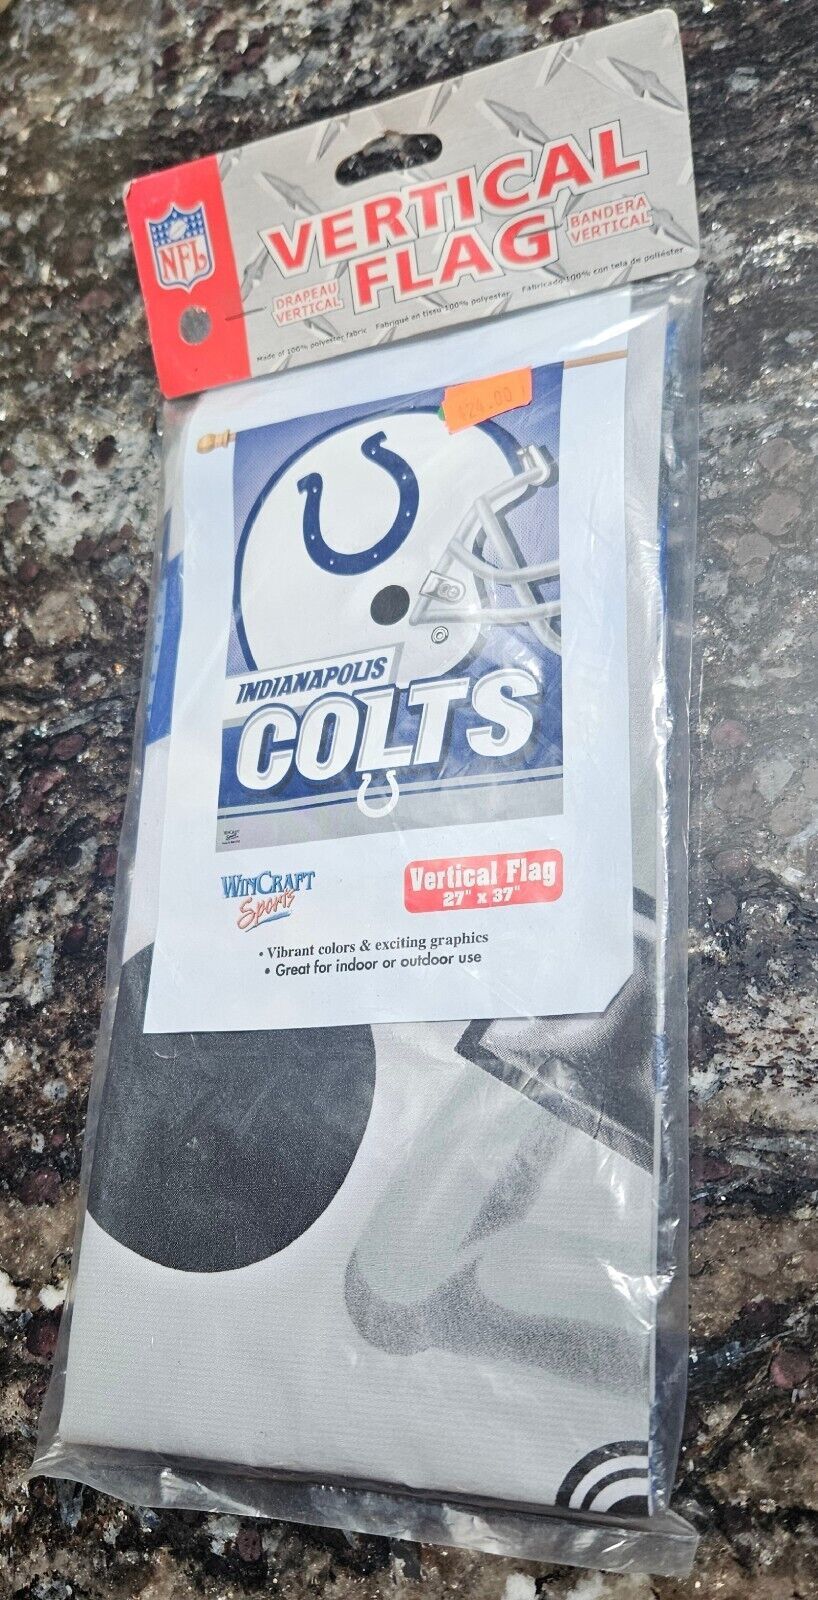 NFL
VERTICAL
FLAG
DRAPEAU
VERTICAL
BANDERA
VERTICAL
Made of 100% polyester fabric Fabriqué en tissu 100% polyester Fabricado 100% con tela de poliéster
$24.00
INDIANAPOLIS
COLTS
WINCRAFT
Sports
Vertical Flag
27" x 37"
• Vibrant colors & exciting graphics
• Great for indoor or outdoor use